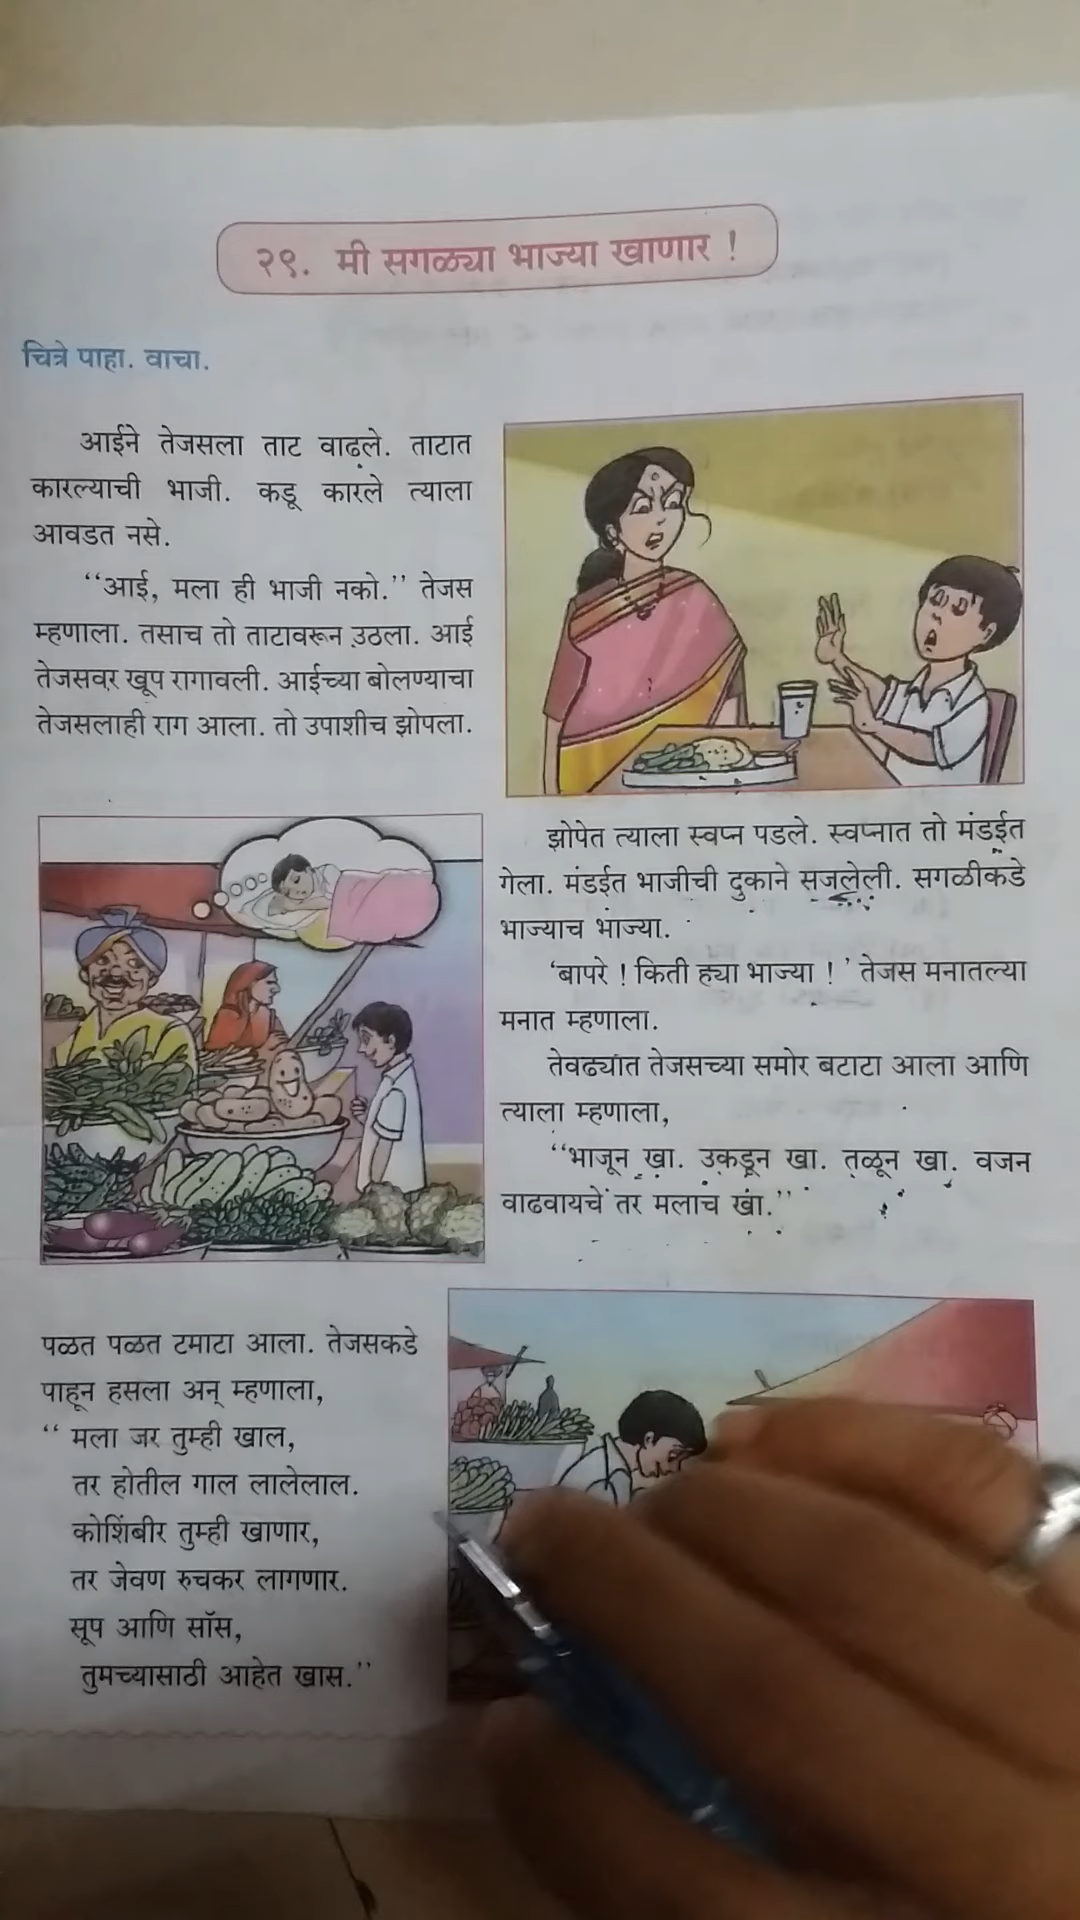 २९. मी सगळ्या भाज्या खाणार !
चित्रे पाहा. वाचा.
आईने तेजसला ताट वाढले. ताटात
कारल्याची भाजी. कडू कारले त्याला
आवडत नसे.
“आई, मला ही भाजी नको.” तेजस
म्हणाला. तसाच तो ताटावरून उठला. आई
तेजसवर खूप रागावली. आईच्या बोलण्याचा
तेजसलाही राग आला. तो उपाशीच झोपला.
झोपेत त्याला स्वप्न पडले. स्वप्नात तो मंडईत
गेला. मंडईत भाजीची दुकाने सजलेली. सगळीकडे
भाज्याच भाज्या.
‘बापरे ! किती ह्या भाज्या ! ’ तेजस मनातल्या
मनात म्हणाला.
तेवढ्यात तेजसच्या समोर बटाटा आला आणि
त्याला म्हणाला,
“भाजून खा. उकडून खा. तळून खा. वजन
वाढवायचे तर मलाच खा.”
पळत पळत टमाटा आला. तेजसकडे
पाहून हसला अन् म्हणाला,
“ मला जर तुम्ही खाल,
तर होतील गाल लालेलाल.
कोशिंबीर तुम्ही खाणार,
तर जेवण रुचकर लागणार.
सूप आणि सॉस,
तुमच्यासाठी आहेत खास.”